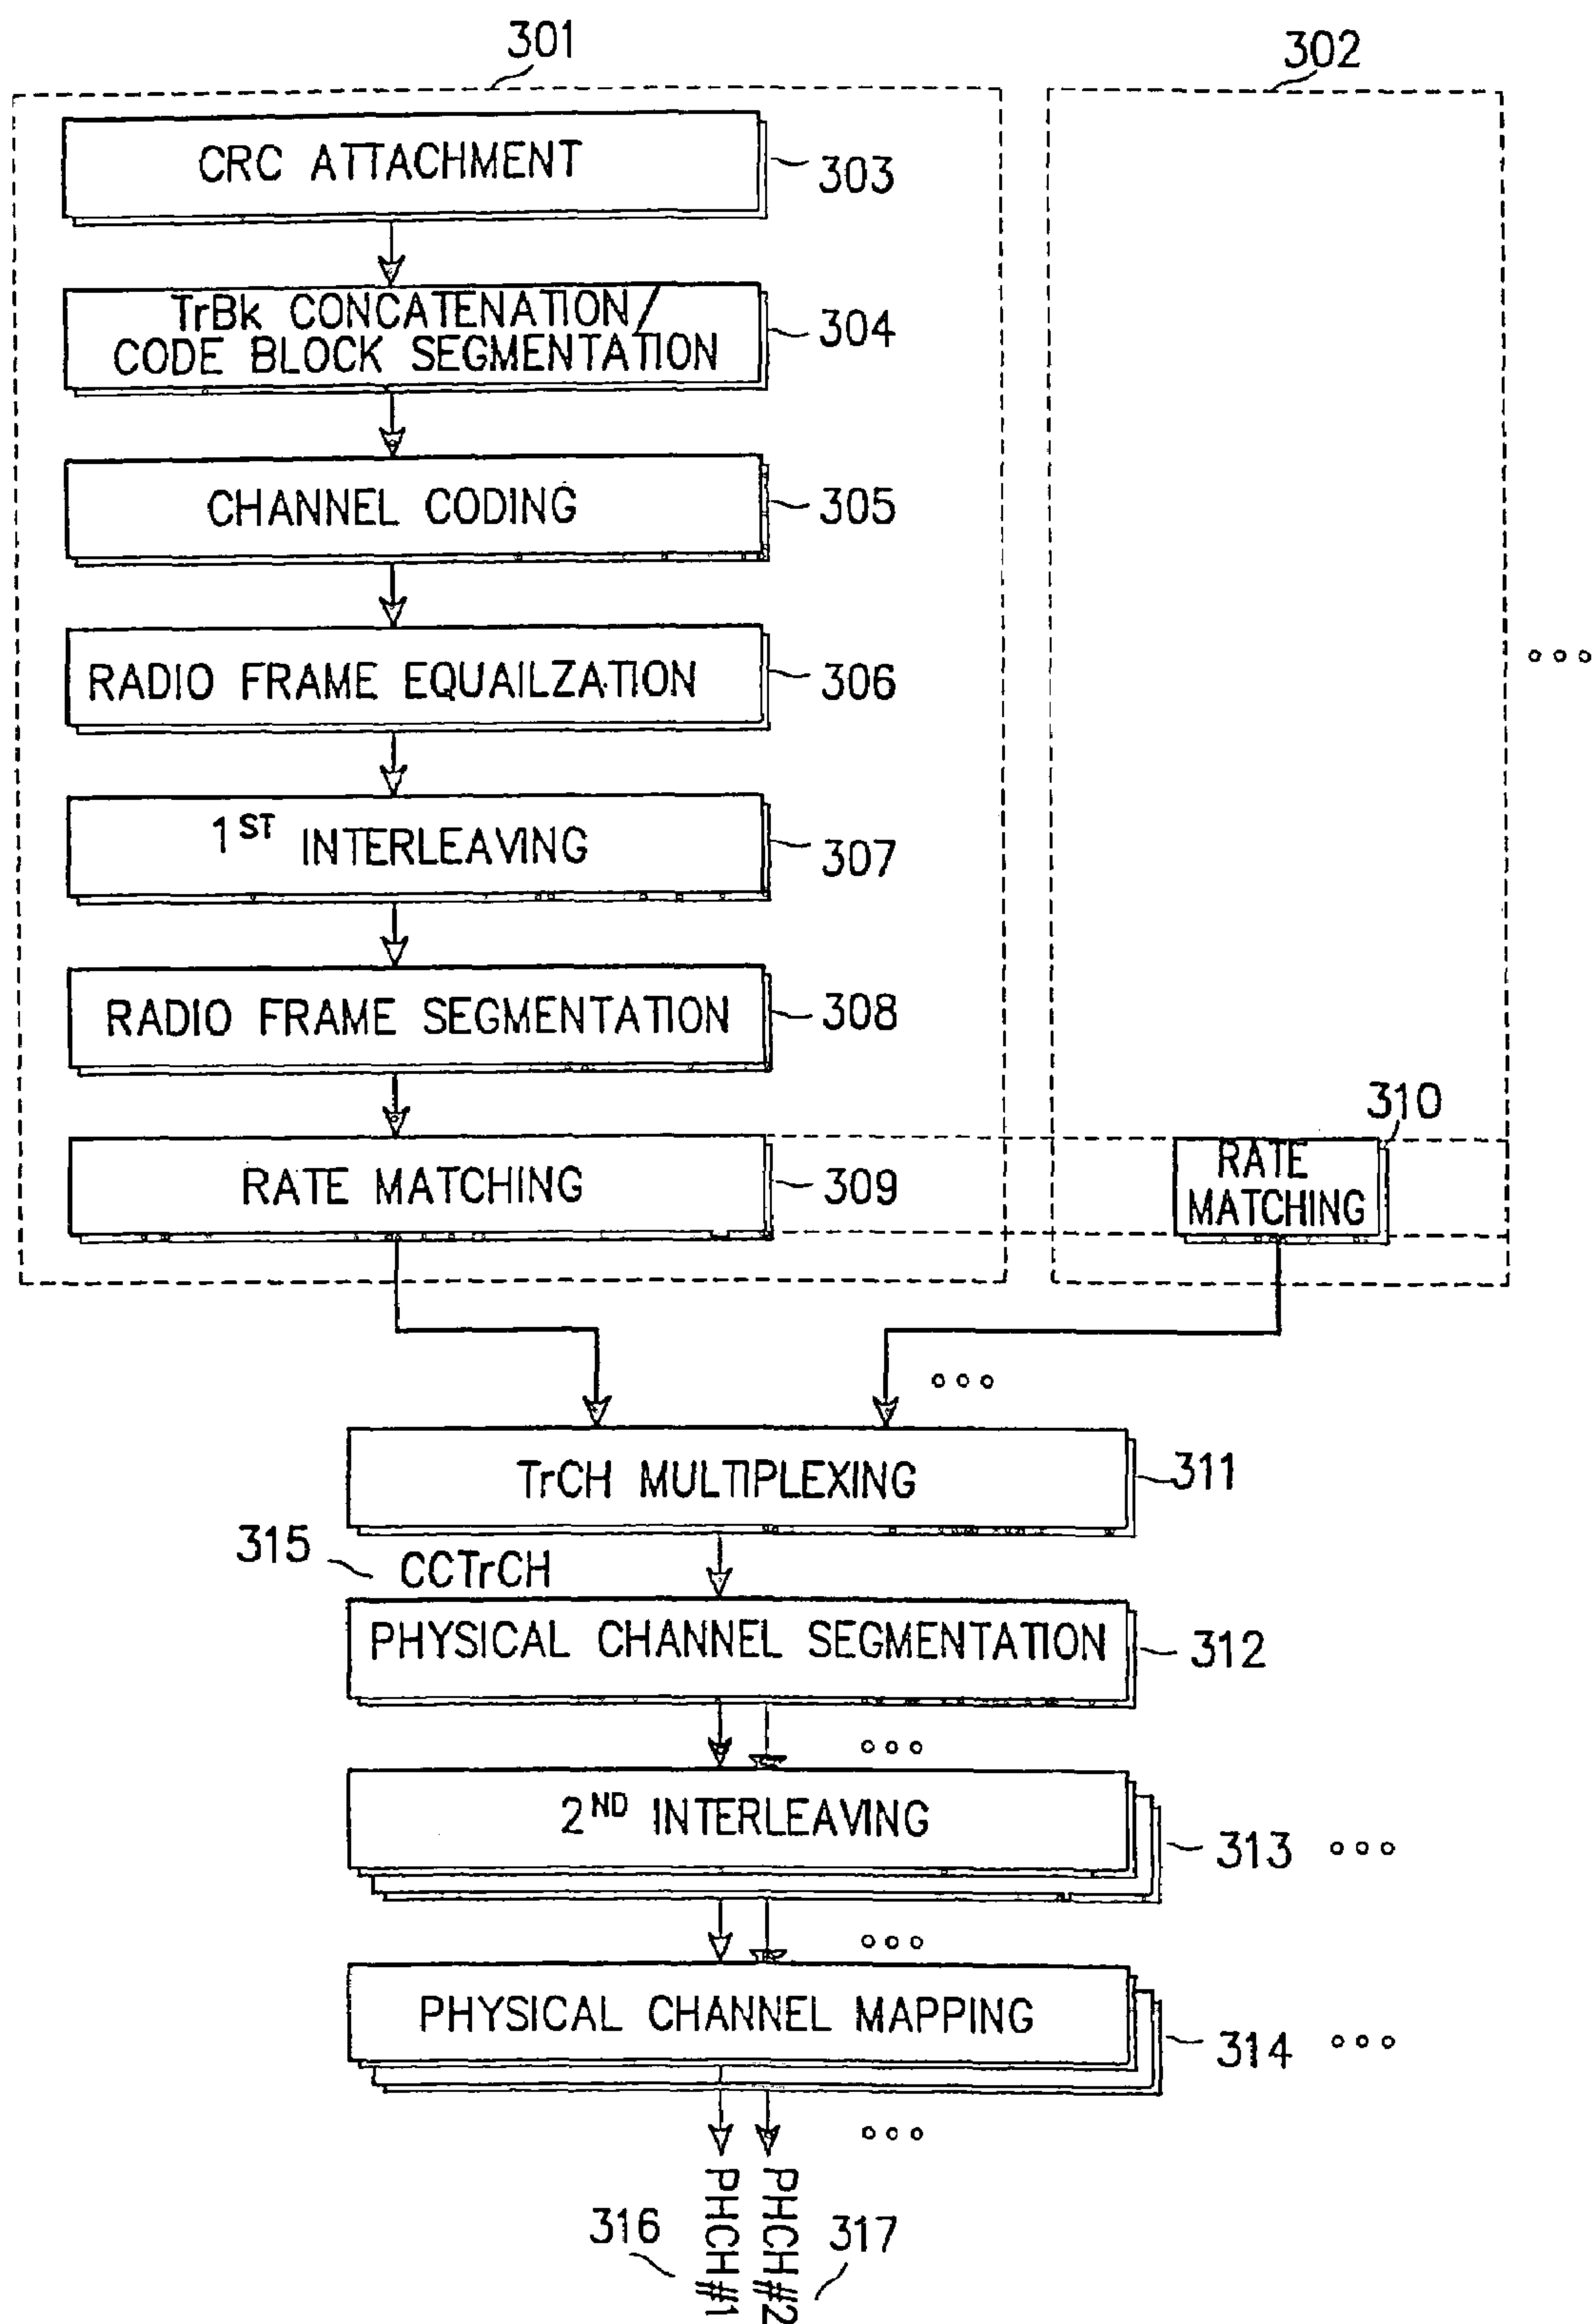 301
302
CRC ATTACHMENT
303
TrBk CONCATENATION/
CODE BLOCK SEGMENTATION
304
CHANNEL CODING
305
RADIO FRAME EQUAILZATION
306
1ST INTERLEAVING
307
RADIO FRAME SEGMENTATION
308
RATE MATCHING
309
310
RATE
MATCHING
TrCH MULTIPLEXING
311
315
CCTrCH
PHYSICAL CHANNEL SEGMENTATION
312
2ND INTERLEAVING
313
PHYSICAL CHANNEL MAPPING
314
316
PHCH#1
PHCH#2
317